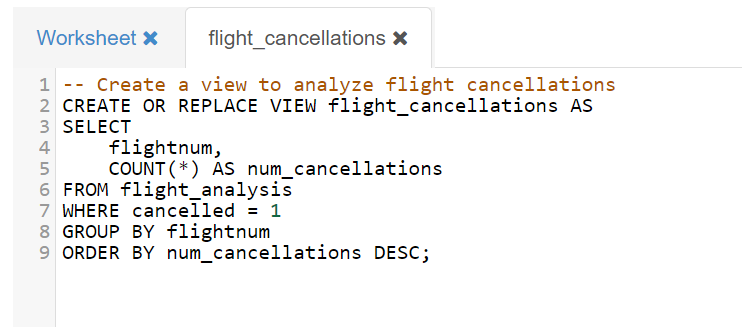 Worksheet ✖ flight_cancellations ✖
1 -- Create a view to analyze flight cancellations
2 CREATE OR REPLACE VIEW flight_cancellations AS
3 SELECT
4     flightnum,
5     COUNT(*) AS num_cancellations
6 FROM flight_analysis
7 WHERE cancelled = 1
8 GROUP BY flightnum
9 ORDER BY num_cancellations DESC;